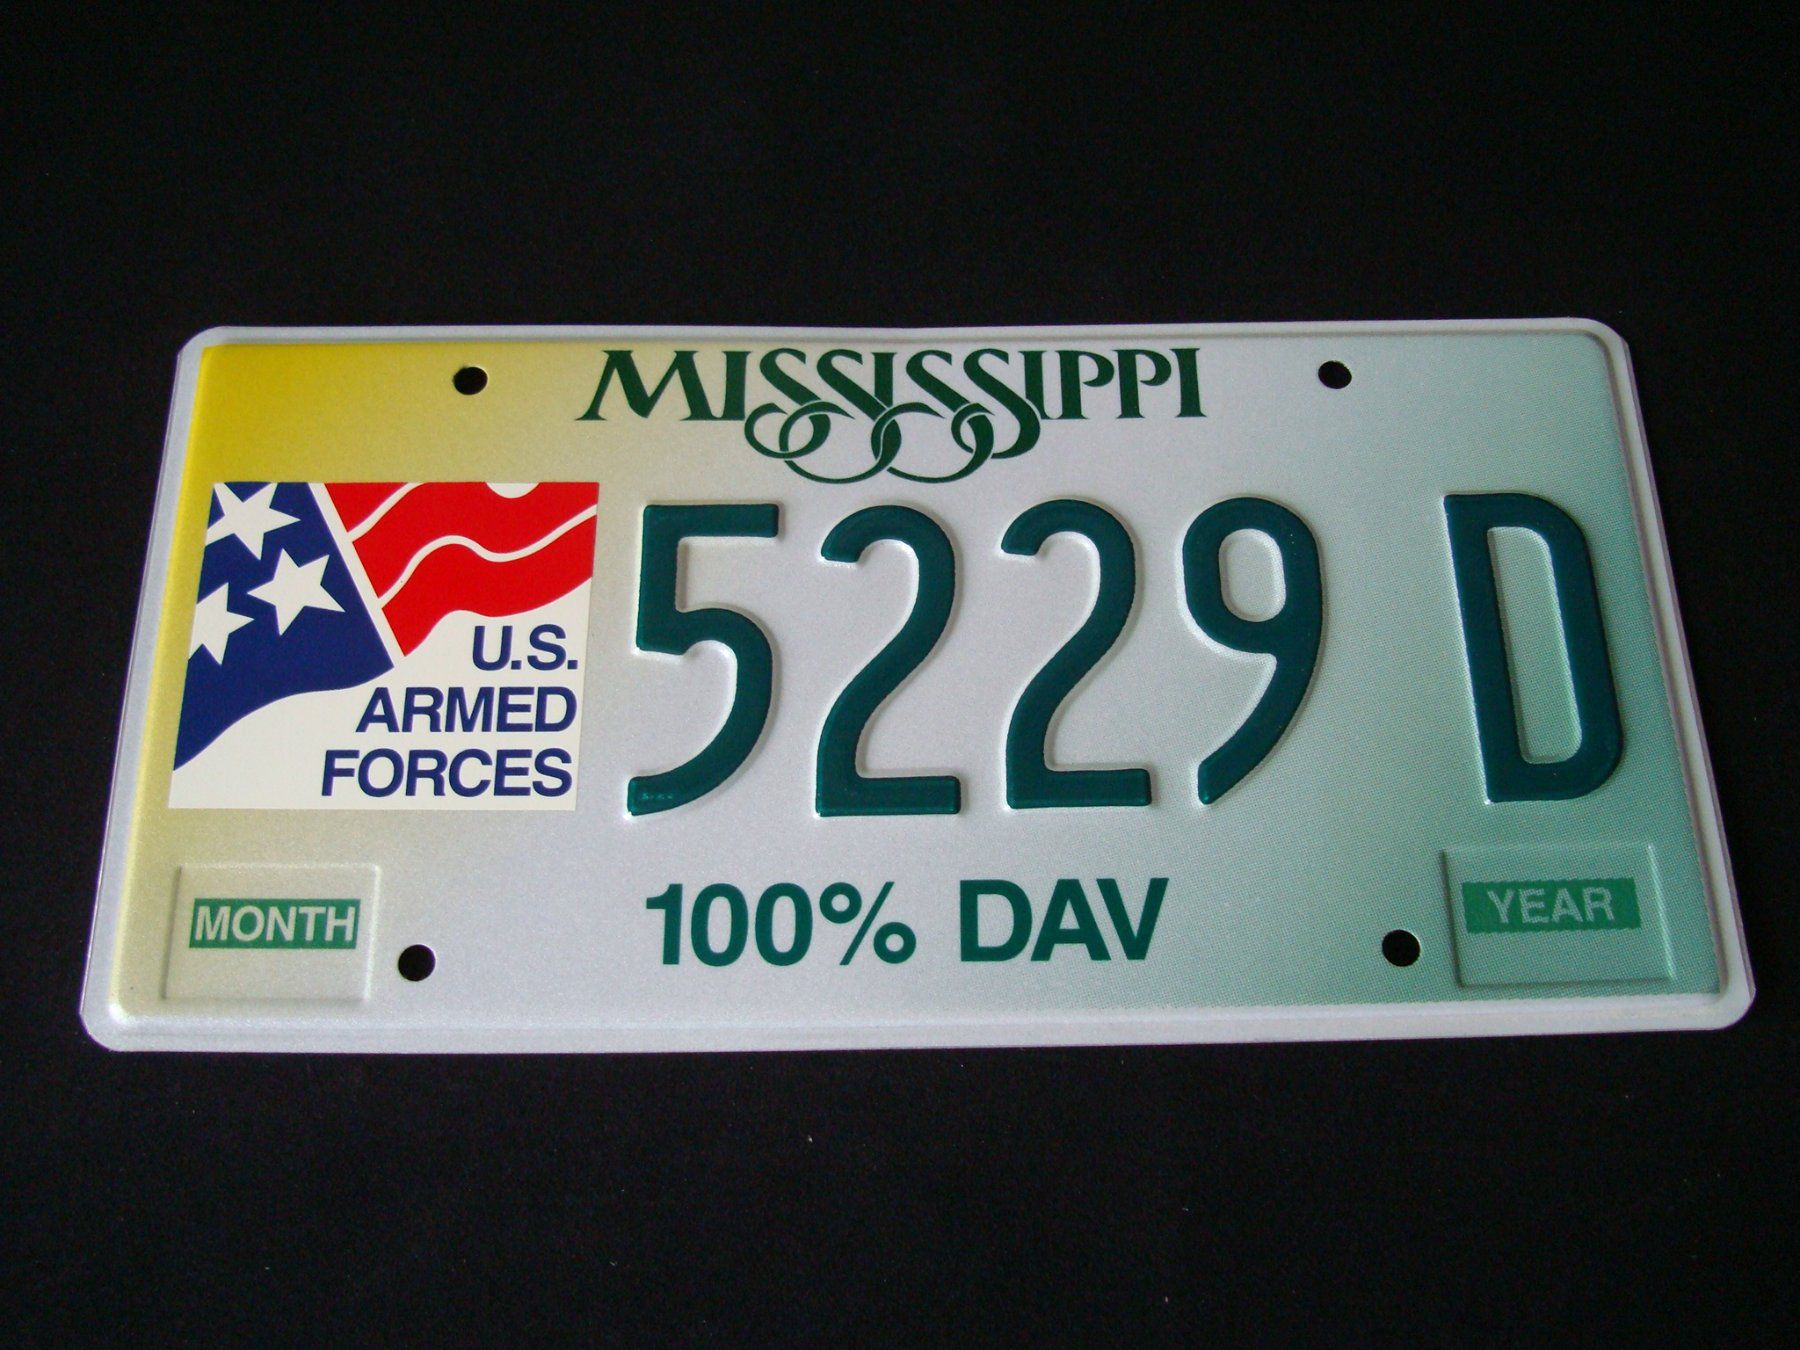 MISSISSIPPI
U.S.
ARMED
FORCES
5229 D
MONTH
100% DAV
YEAR